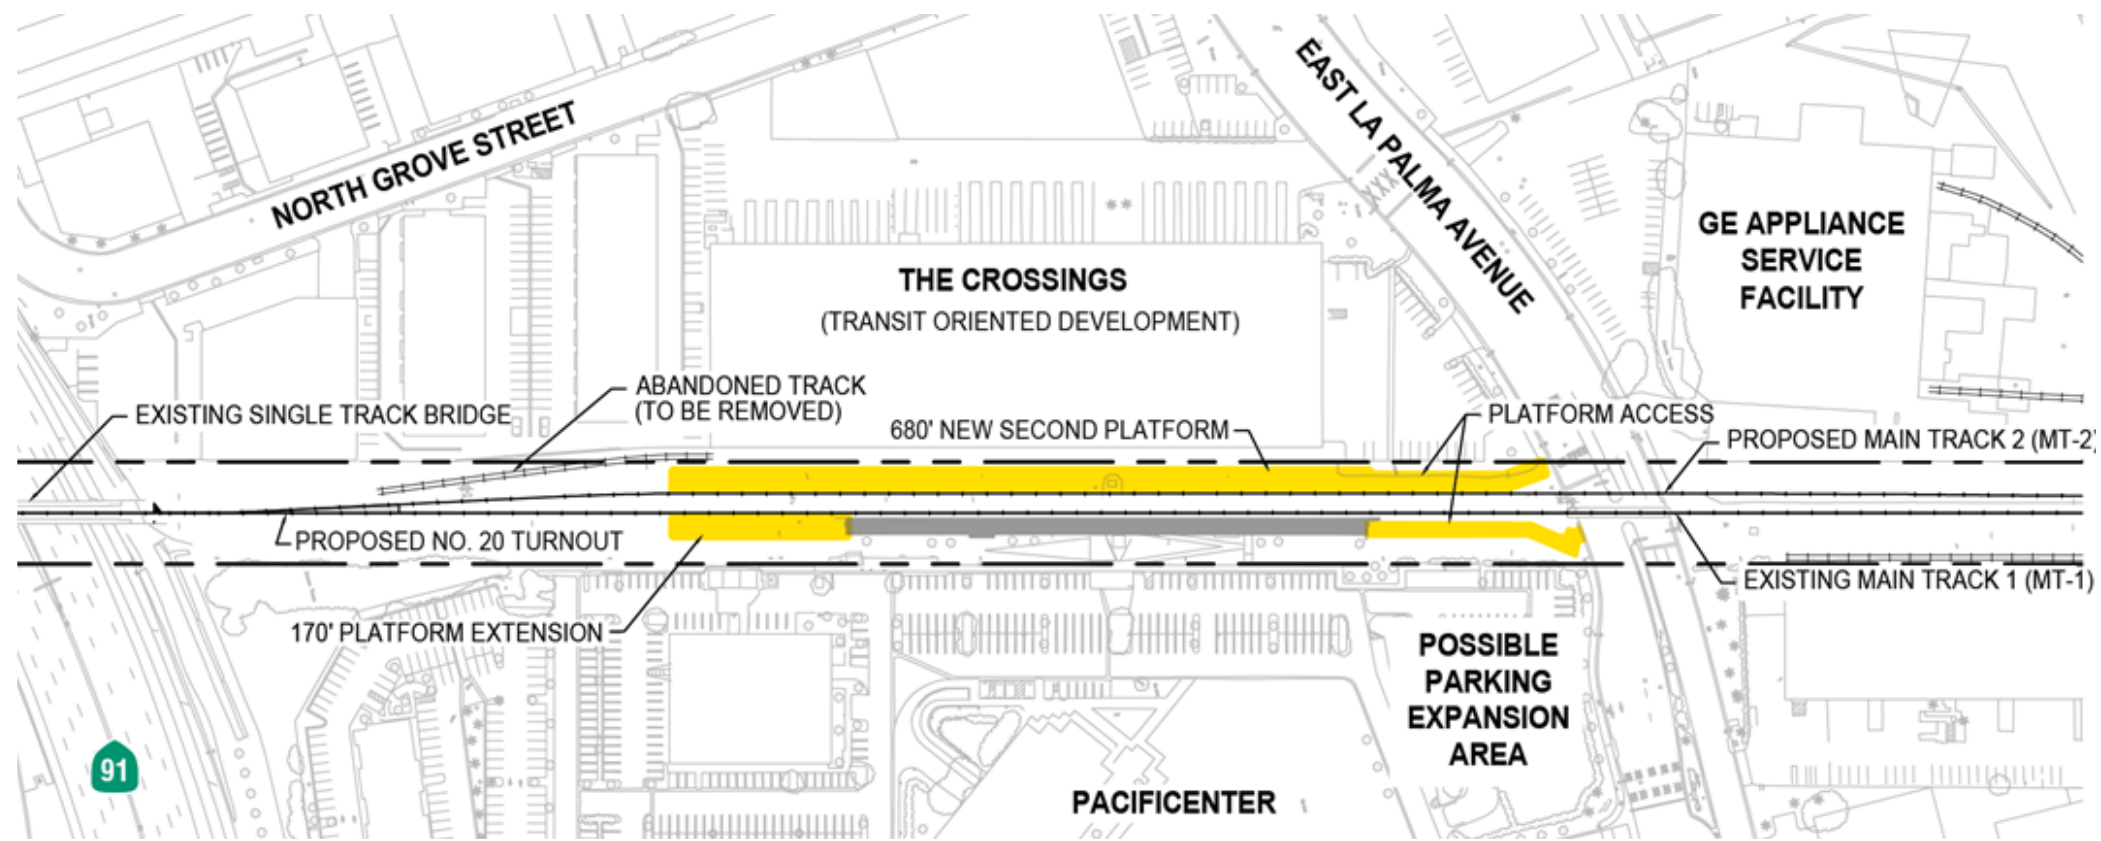 NORTH GROVE STREET
EAST LA PALMA AVENUE
GE APPLIANCE
SERVICE
FACILITY
THE CROSSINGS
(TRANSIT ORIENTED DEVELOPMENT)
EXISTING SINGLE TRACK BRIDGE
ABANDONED TRACK
(TO BE REMOVED)
680' NEW SECOND PLATFORM
PLATFORM ACCESS
PROPOSED MAIN TRACK 2 (MT-2)
PROPOSED NO. 20 TURNOUT
EXISTING MAIN TRACK 1 (MT-1)
170' PLATFORM EXTENSION
POSSIBLE
PARKING
EXPANSION
AREA
91
PACIFICENTER